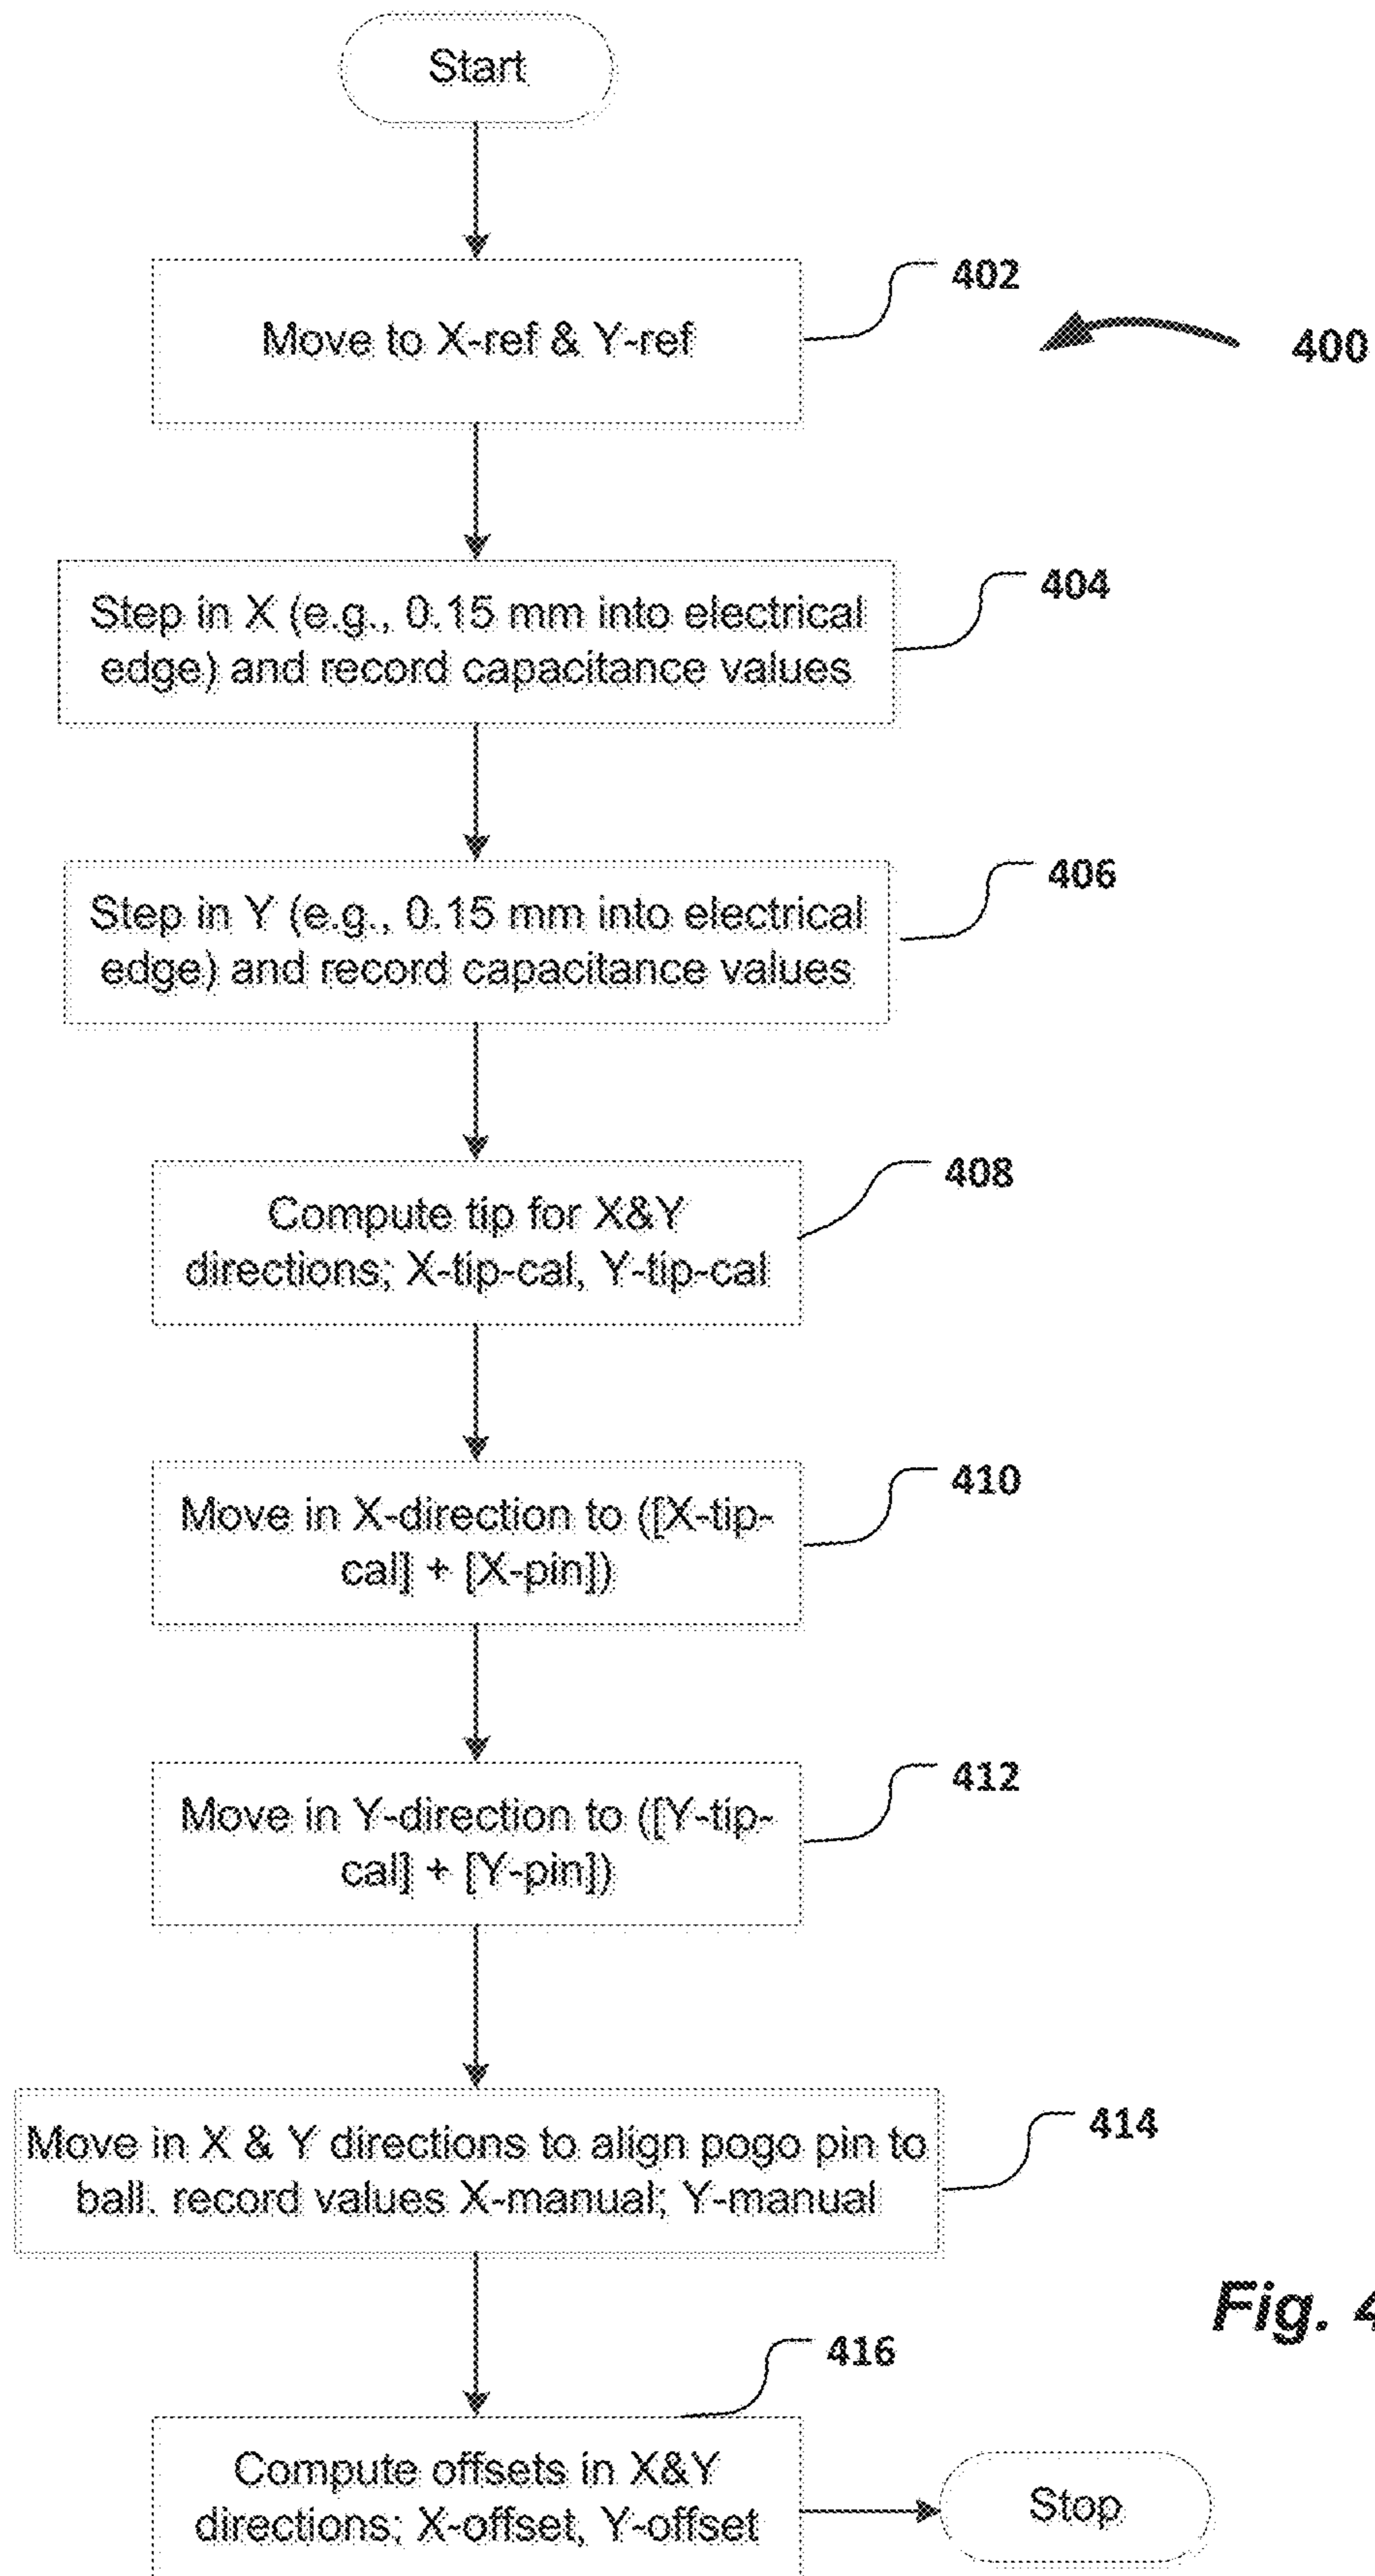 Start
402
Move to X-ref & Y-ref
400
404
Step in X (e.g., 0.15 mm into electrical
edge) and record capacitance values
406
Step in Y (e.g., 0.15 mm into electrical
edge) and record capacitance values
408
Compute tip for X&Y
directions; X-tip-cal, Y-tip-cal
410
Move in X-direction to ([X-tip-
cal] + [X-pin])
412
Move in Y-direction to ([Y-tip-
cal] + [Y-pin])
414
Move in X & Y directions to align pogo pin to
ball. record values X-manual; Y-manual
Fig. 4
416
Compute offsets in X&Y
directions; X-offset, Y-offset
Stop